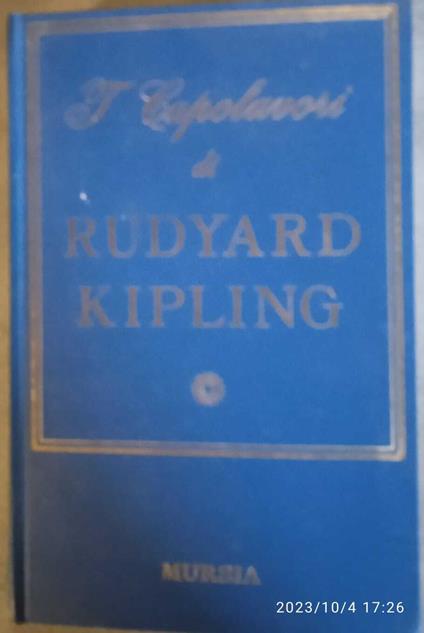 I Capolavori
di
RUDYARD
KIPLING
MURSIA
2023/10/4 17:26